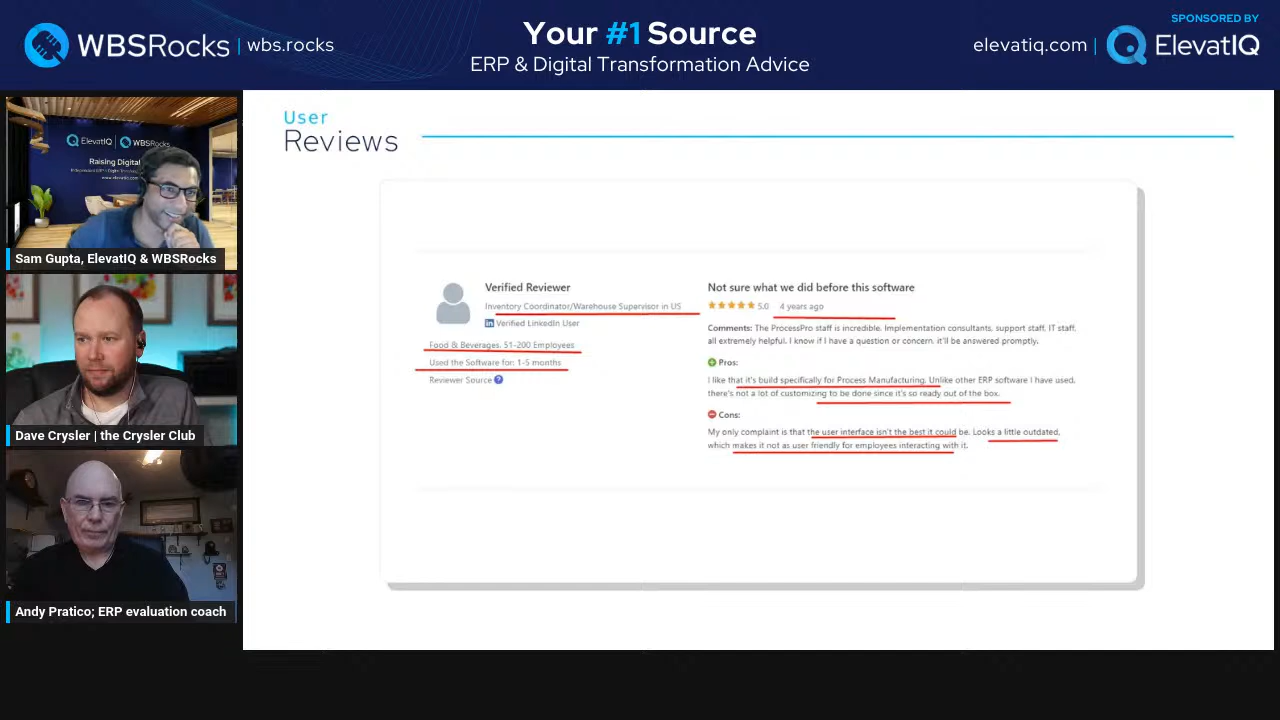 WBSRocks | wbs.rocks
Your #1 Source
ERP & Digital Transformation Advice
SPONSORED BY
elevatiq.com | ElevatIQ
ElevatIQ WBSRocks
Raising Digital
www.elevatiq.com
Sam Gupta, ElevatIQ & WBSRocks
Dave Crysler | the Crysler Club
Andy Pratico; ERP evaluation coach
User
Reviews
Verified Reviewer
Inventory Coordinator/Warehouse Supervisor in US
in Verified LinkedIn User
Food & Beverages, 51-200 Employees
Used the Software for: 1-5 months
Reviewer Source ?
Not sure what we did before this software
5.0 4 years ago
Comments: The ProcessPro staff is incredible. Implementation consultants, support staff, IT staff,
all extremely helpful. I know if I have a question or concern, it'll be answered promptly.
Pros:
I like that it's build specifically for Process Manufacturing. Unlike other ERP software I have used,
there's not a lot of customizing to be done since it's so ready out of the box.
Cons:
My only complaint is that the user interface isn't the best it could be. Looks a little outdated,
which makes it not as user friendly for employees interacting with it.